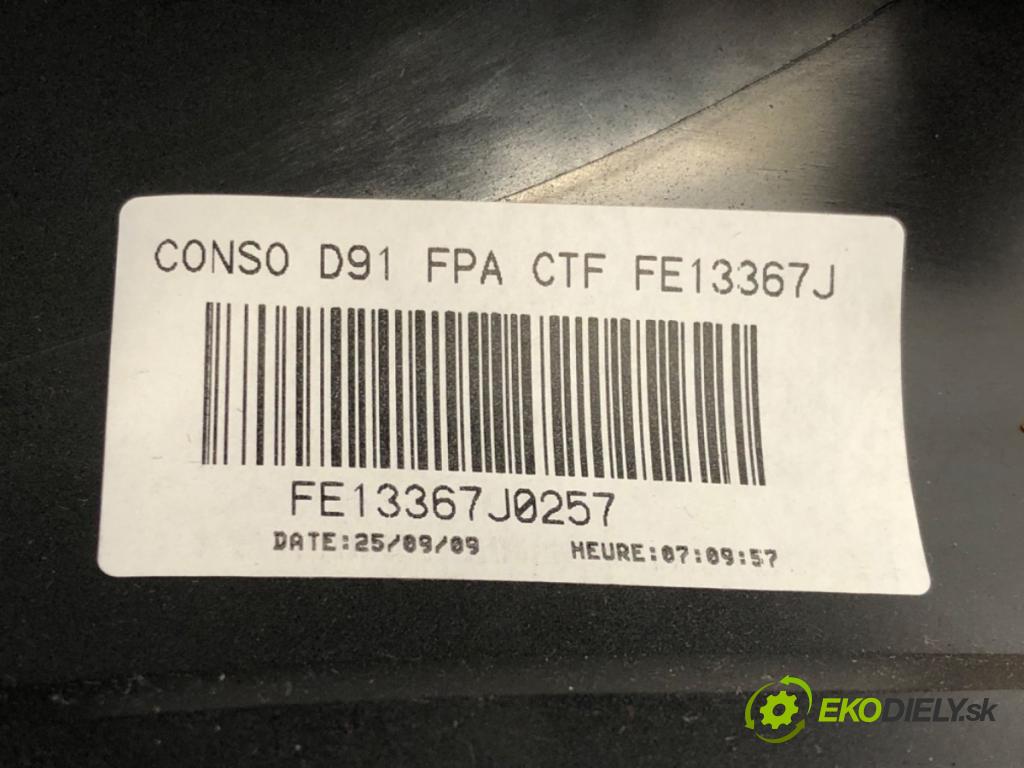 CONSO D91 FPA CTF FE13367J
FE13367J0257
DATE:25/09/09 HEURE:07:09:57
EKODIELY.sk